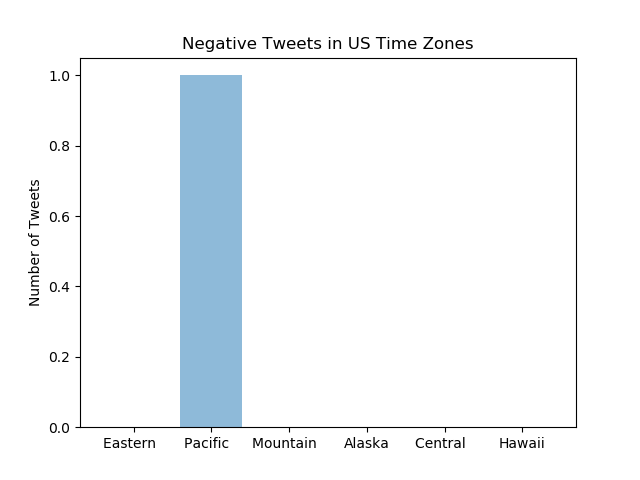 Negative Tweets in US Time Zones
Number of Tweets
1.0
0.8
0.6
0.4
0.2
0.0
Eastern Pacific Mountain Alaska Central Hawaii